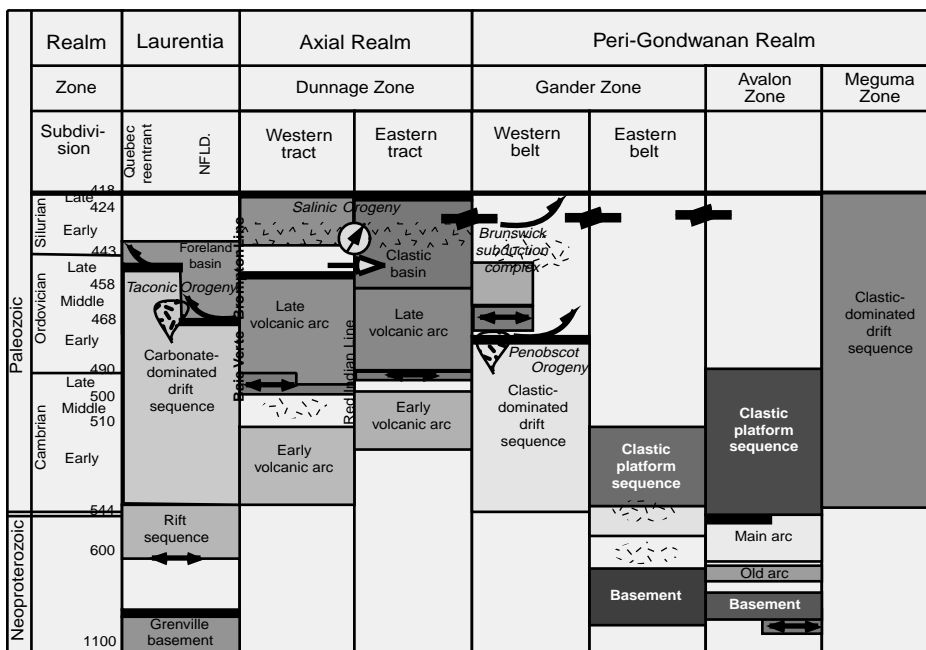 Realm
Laurentia
Axial Realm
Peri-Gondwanan Realm
Zone
Dunnage Zone
Gander Zone
Avalon
Zone
Meguma
Zone
Subdivi-
sion
Quebec
reentrant
NFLD.
Western
tract
Eastern
tract
Western
belt
Eastern
belt
Paleozoic
Neoproterozoic
Silurian
Ordovician
Cambrian
418
Late
424
Early
443
Late
458
Middle
468
Early
490
Late
500
Middle
510
Early
544
600
1100
Foreland
basin
Taconic Orogeny
Carbonate-
dominated
drift
sequence
Rift
sequence
Grenville
basement
Baie Verte-Brompton Line
Salinic Orogeny
Late
volcanic arc
Early
volcanic arc
Red Indian Line
Clastic
basin
Late
volcanic arc
Early
volcanic arc
Brunswick
subduction
complex
Penobscot
Orogeny
Clastic-
dominated
drift
sequence
Clastic
platform
sequence
Basement
Clastic
platform
sequence
Main arc
Old arc
Basement
Clastic-
dominated
drift
sequence